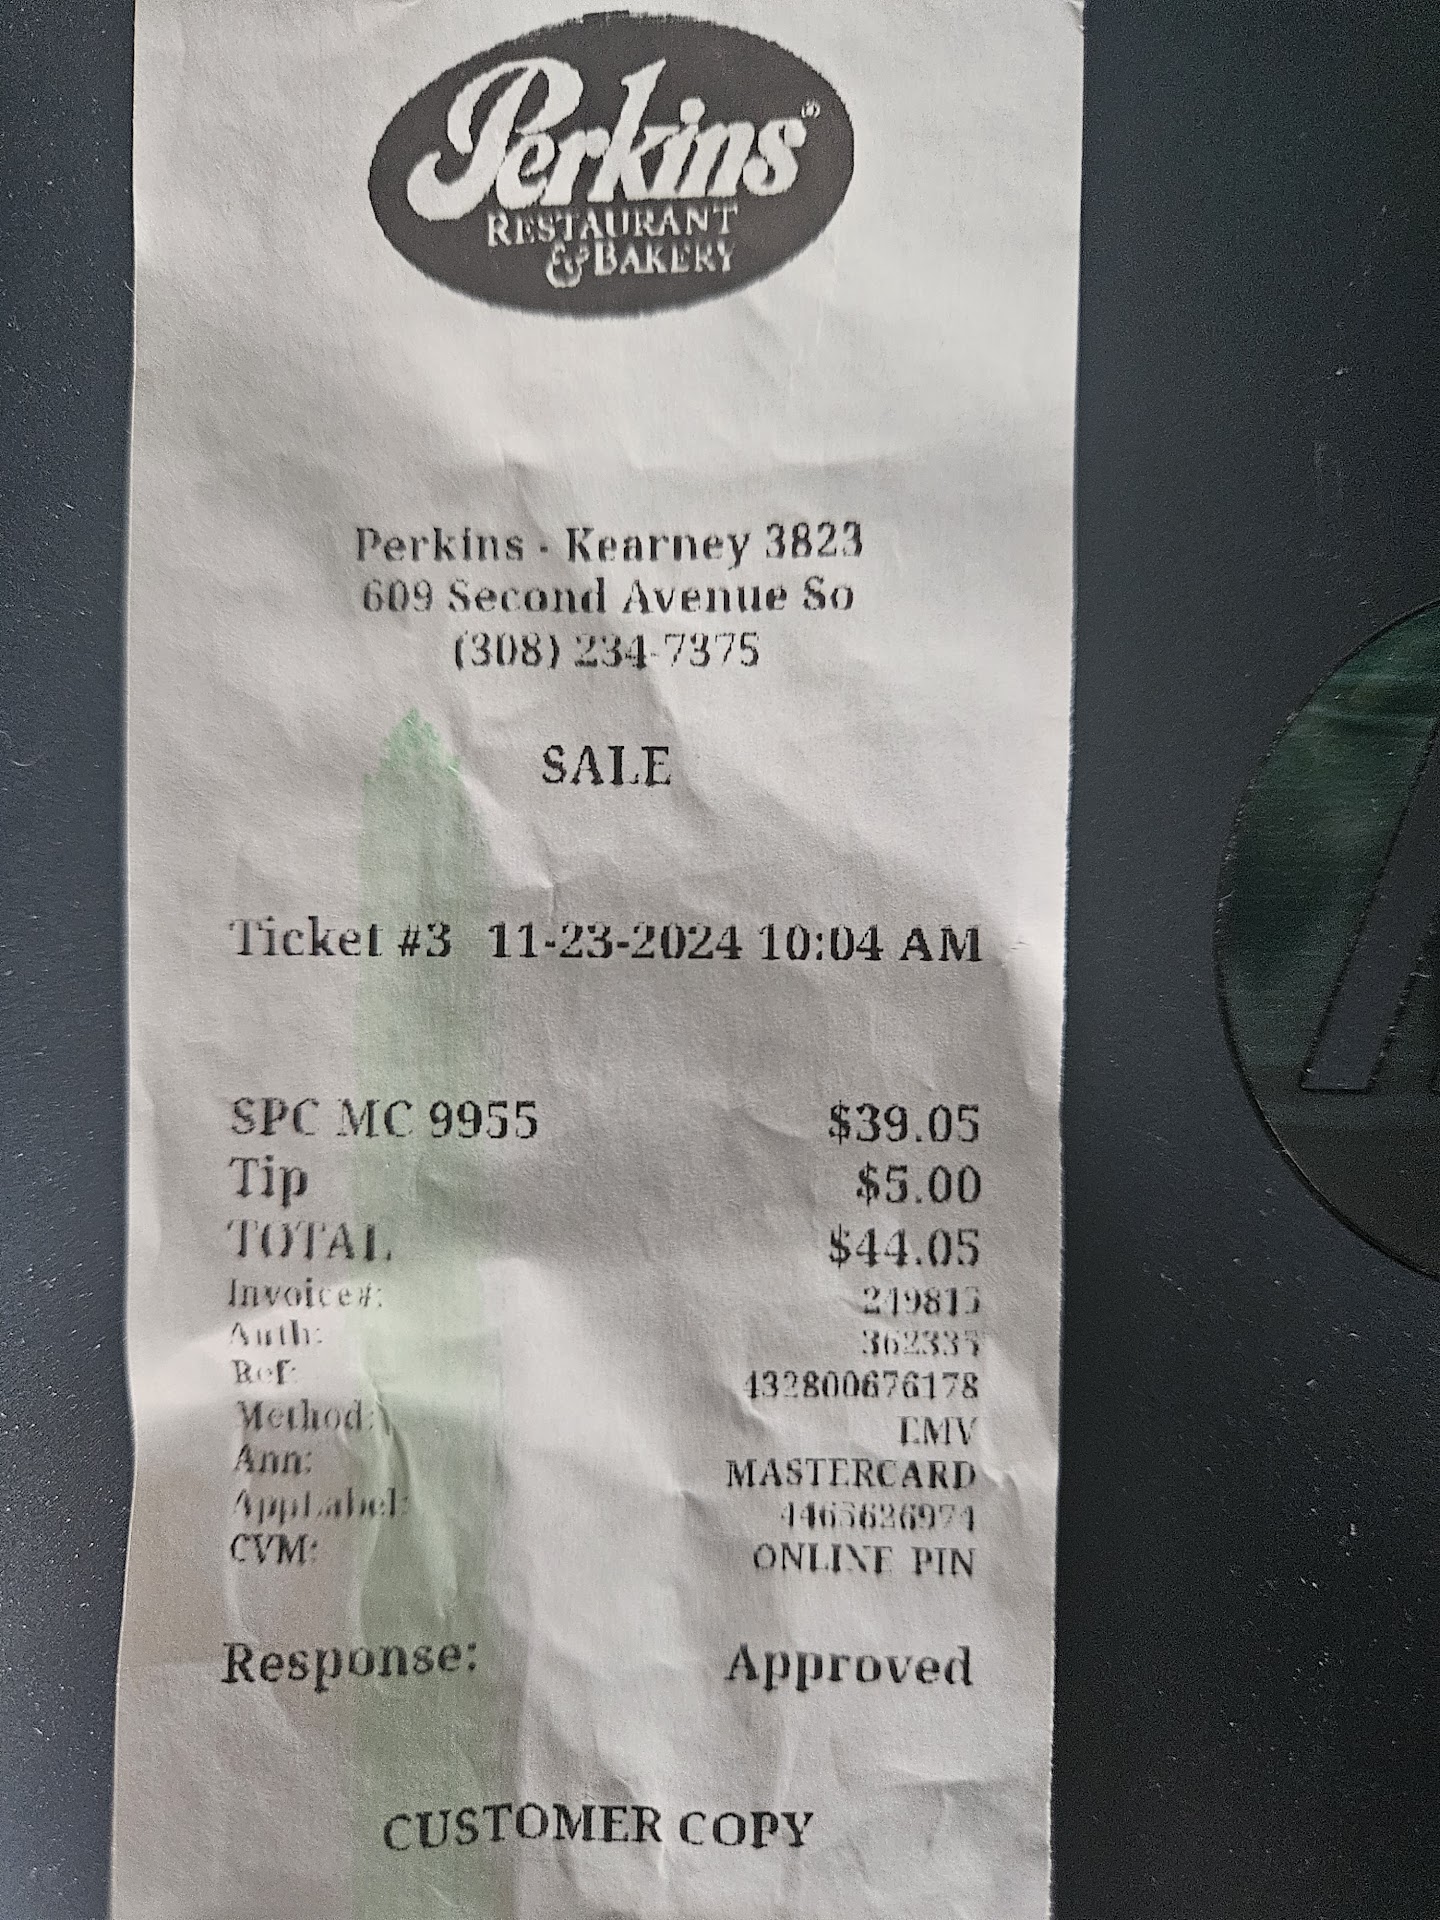 Perkins®
RESTAURANT
& BAKERY
Perkins - Kearney 3823
609 Second Avenue So
(308) 234-7375
SALE
Ticket #3 11-23-2024 10:04 AM
SPC MC 9955 $39.05
Tip $5.00
TOTAL $44.05
Invoice#:
Auth:
Ref: 432800676178
Method: EMV
MASTERCARD
AppLabel:
CVM: ONLINE PIN
Response: Approved
CUSTOMER COPY